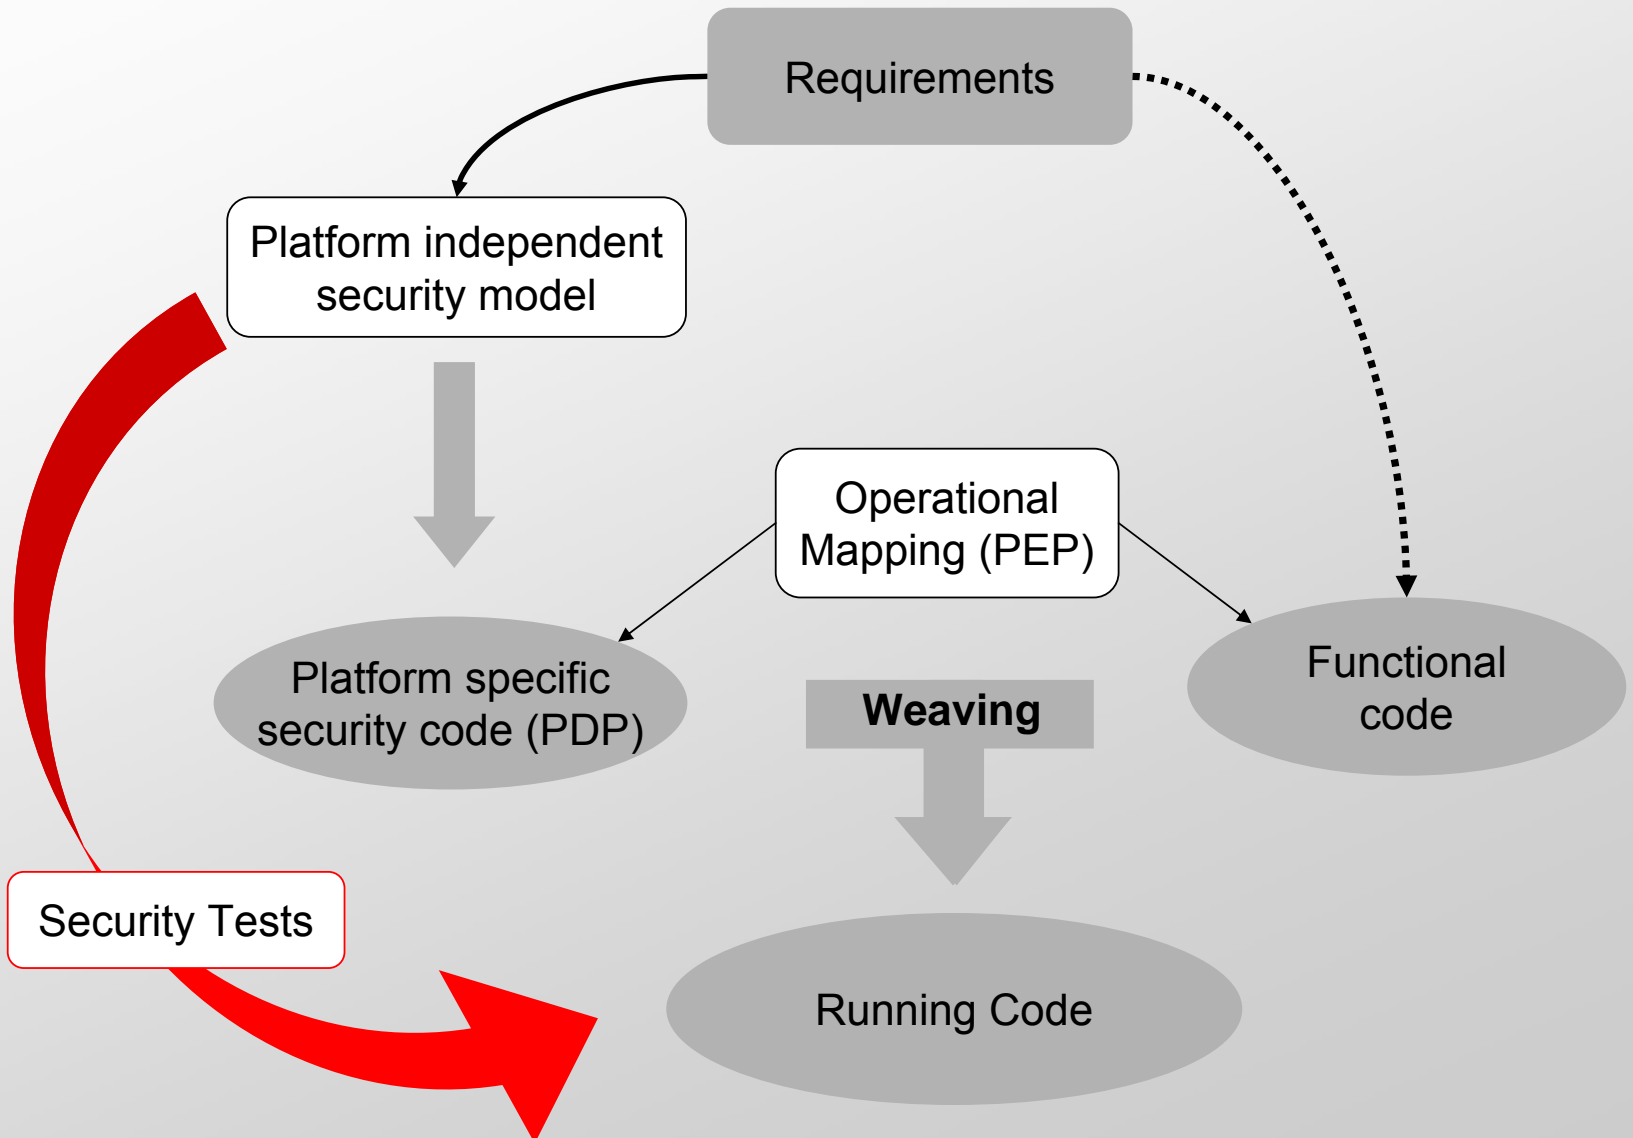 Requirements
Platform independent
security model
Operational
Mapping (PEP)
Platform specific
security code (PDP)
Weaving
Functional
code
Security Tests
Running Code